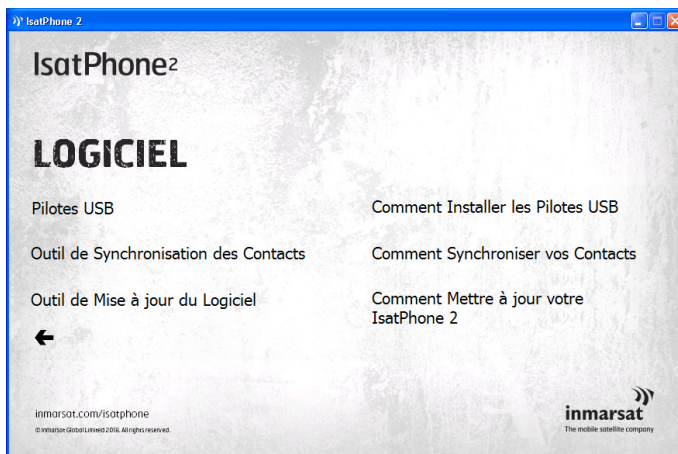 IsatPhone 2
IsatPhone2
LOGICIEL
Pilotes USB
Outil de Synchronisation des Contacts
Outil de Mise à jour du Logiciel
Comment Installer les Pilotes USB
Comment Synchroniser vos Contacts
Comment Mettre à jour votre
IsatPhone 2
inmarsat.com/isatphone
© Inmarsat Global Limited 2018. All rights reserved.
inmarsat
The mobile satellite company